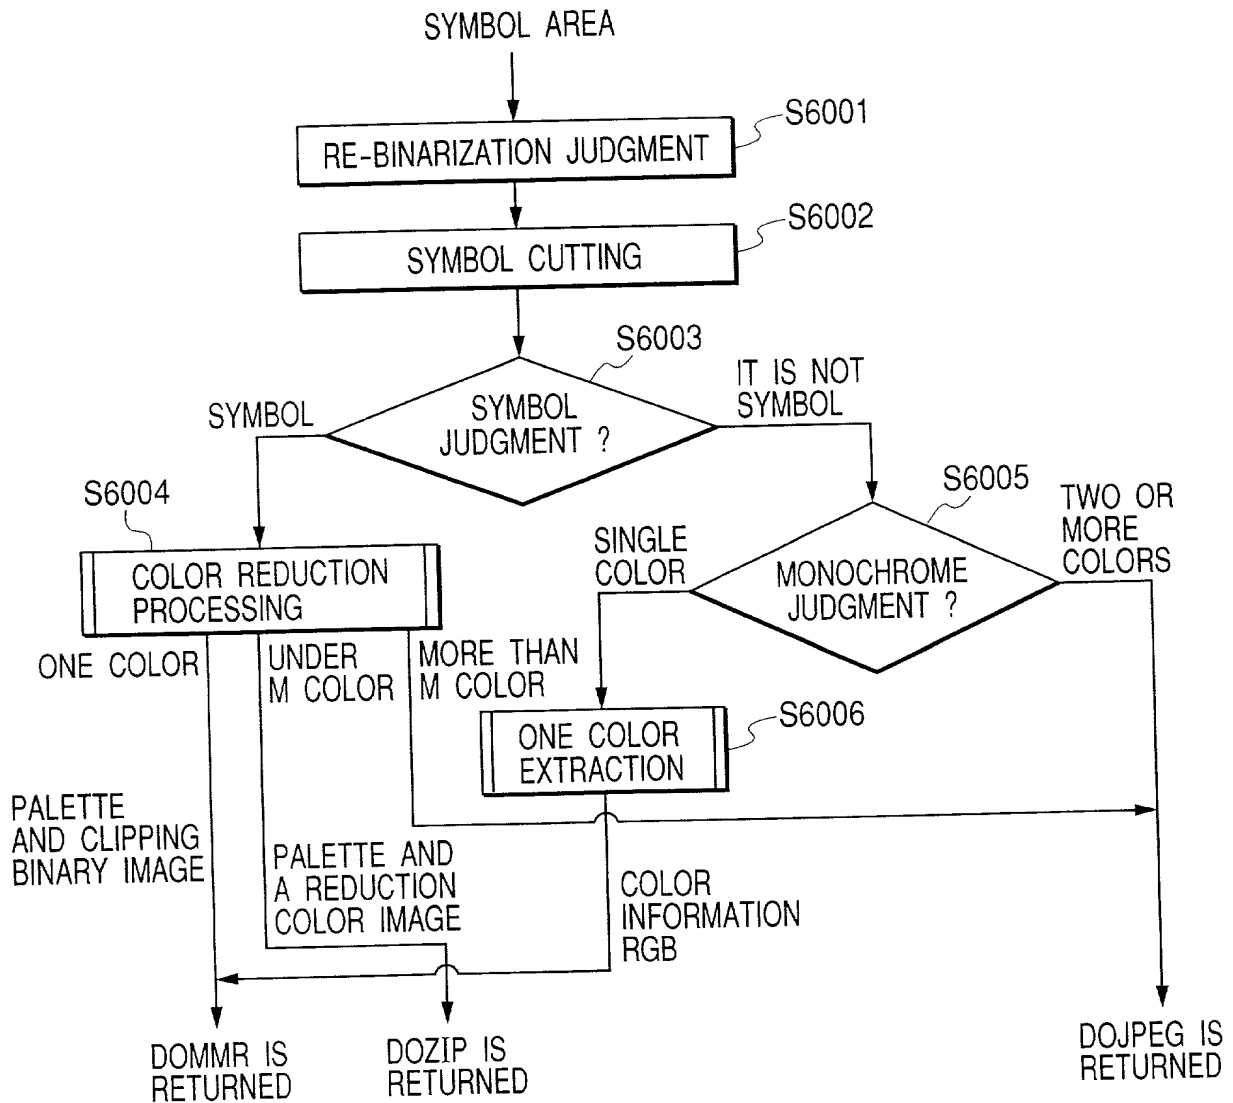 SYMBOL AREA
S6001
RE-BINARIZATION JUDGMENT
S6002
SYMBOL CUTTING
S6003
SYMBOL
JUDGMENT ?
SYMBOL
IT IS NOT
SYMBOL
S6004
COLOR REDUCTION
PROCESSING
S6005
MONOCHROME
JUDGMENT ?
SINGLE
COLOR
TWO OR
MORE
COLORS
ONE COLOR
UNDER
M COLOR
MORE THAN
M COLOR
S6006
ONE COLOR
EXTRACTION
PALETTE
AND CLIPPING
BINARY IMAGE
PALETTE AND
A REDUCTION
COLOR IMAGE
COLOR
INFORMATION
RGB
DOMMR IS
RETURNED
DOZIP IS
RETURNED
DOJPEG IS
RETURNED